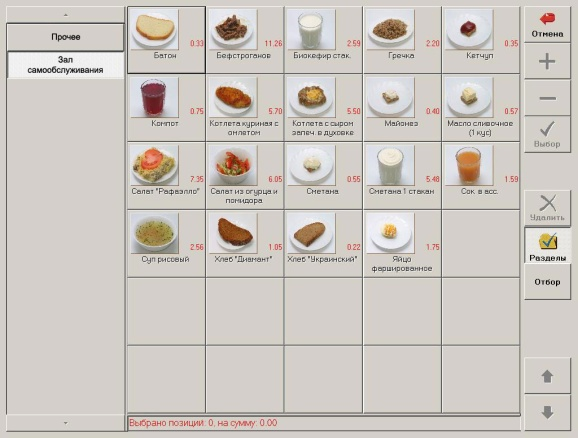 -
Прочее
Зал
самообслуживания
-
0.33
Батон
11.26
Бефстроганов
2.59
Биокефир стак.
2.20
Гречка
0.35
Кетчуп
0.75
Компот
5.70
Котлета куриная с
омлетом
5.50
Котлета с сыром
запеч. в духовке
0.40
Майонез
0.57
Масло сливочное
(1 кус)
7.35
Салат "Рафаэлло"
6.05
Салат из огурца и
помидора
0.55
Сметана
5.48
Сметана 1 стакан
1.59
Сок в асс.
2.56
Суп рисовый
1.05
Хлеб "Диамант"
0.22
Хлеб "Украинский"
1.75
Яйцо
фаршированное
Выбрано позиций: 0, на сумму: 0.00
Отмена
Выбор
Удалить
Разделы
Отбор